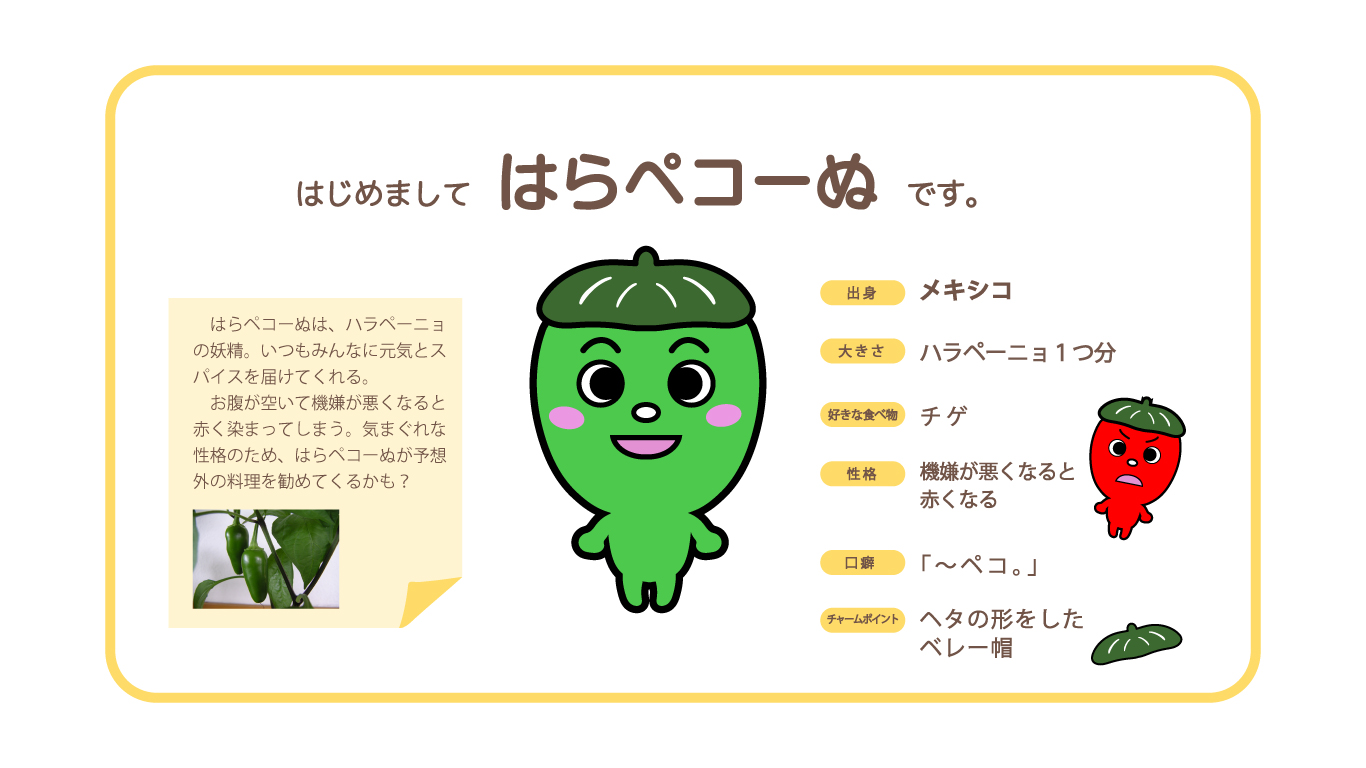 はじめまして はらペコーぬ です。
はらペコーぬは、ハラペーニョ
の妖精。いつもみんなに元気とス
パイスを届けてくれる。
お腹が空いて機嫌が悪くなると
赤く染まってしまう。気まぐれな
性格のため、はらペコーぬが予想
外の料理を勧めてくるかも？
出身 メキシコ
大きさ ハラペーニョ１つ分
好きな食べ物 チゲ
性格 機嫌が悪くなると
赤くなる
口癖 「～ペコ。」
チャームポイント ヘタの形をした
ベレー帽